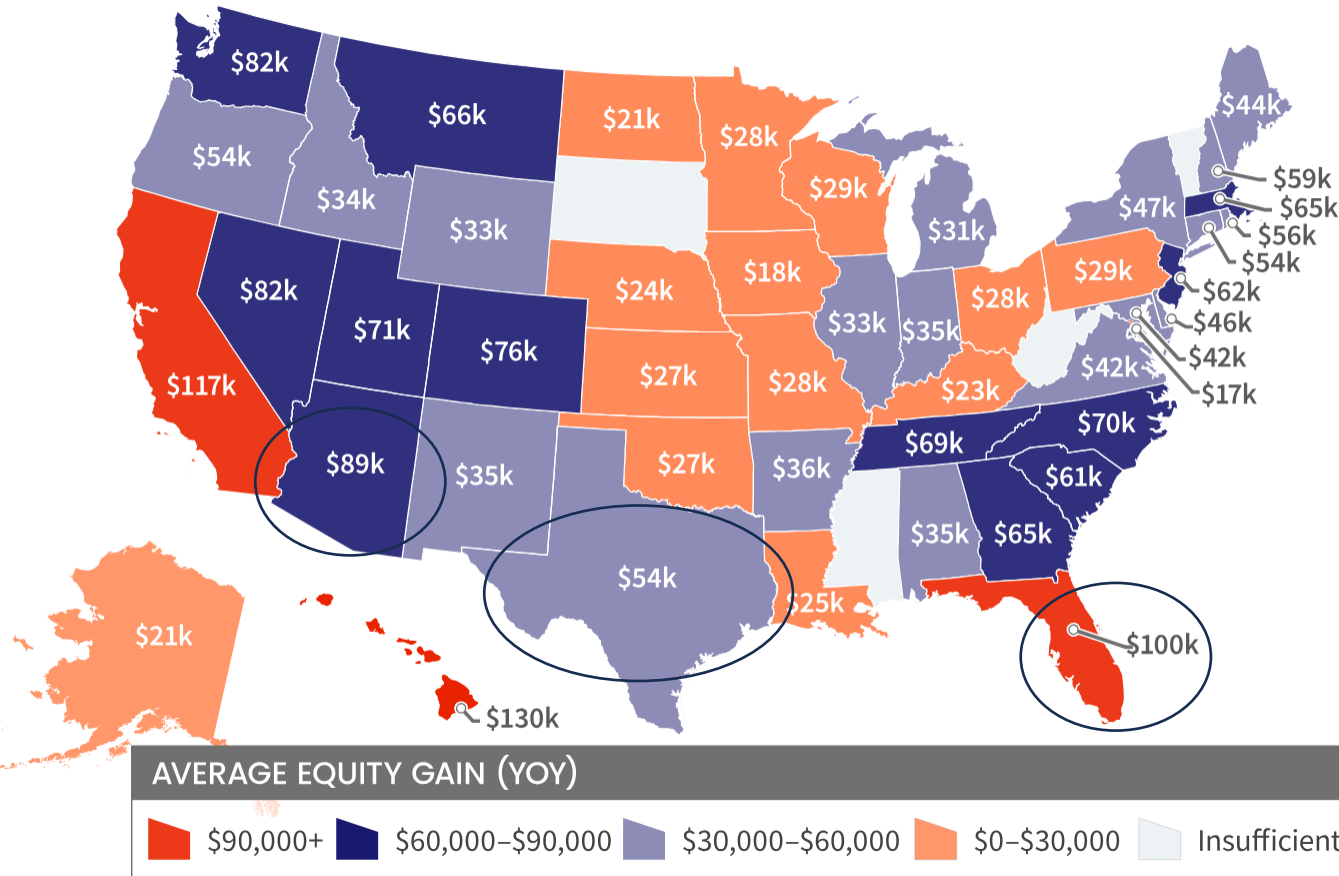 $82k
$66k
$21k
$28k
$44k
$54k
$34k
$29k
$59k
$33k
$31k
$47k
$65k
$56k
$54k
$82k
$24k
$18k
$28k
$29k
$62k
$71k
$76k
$33k
$35k
$46k
$42k
$42k
$17k
$117k
$27k
$28k
$23k
$89k
$35k
$27k
$36k
$69k
$70k
$61k
$35k
$65k
$54k
$25k
$21k
$100k
$130k
AVERAGE EQUITY GAIN (YOY)
$90,000+ $60,000–$90,000 $30,000–$60,000 $0–$30,000 Insufficient